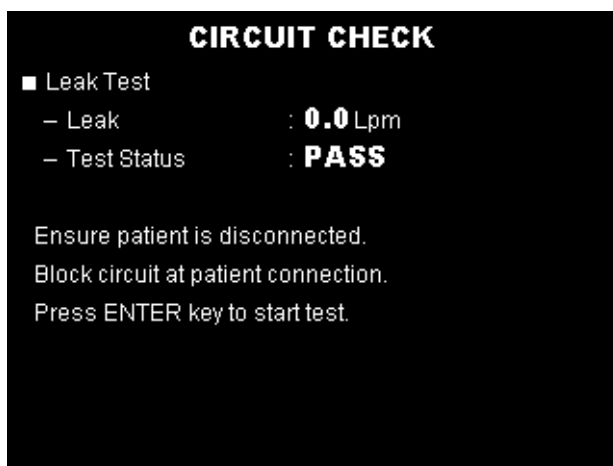 CIRCUIT CHECK
■ Leak Test
– Leak : 0.0 Lpm
– Test Status : PASS
Ensure patient is disconnected.
Block circuit at patient connection.
Press ENTER key to start test.